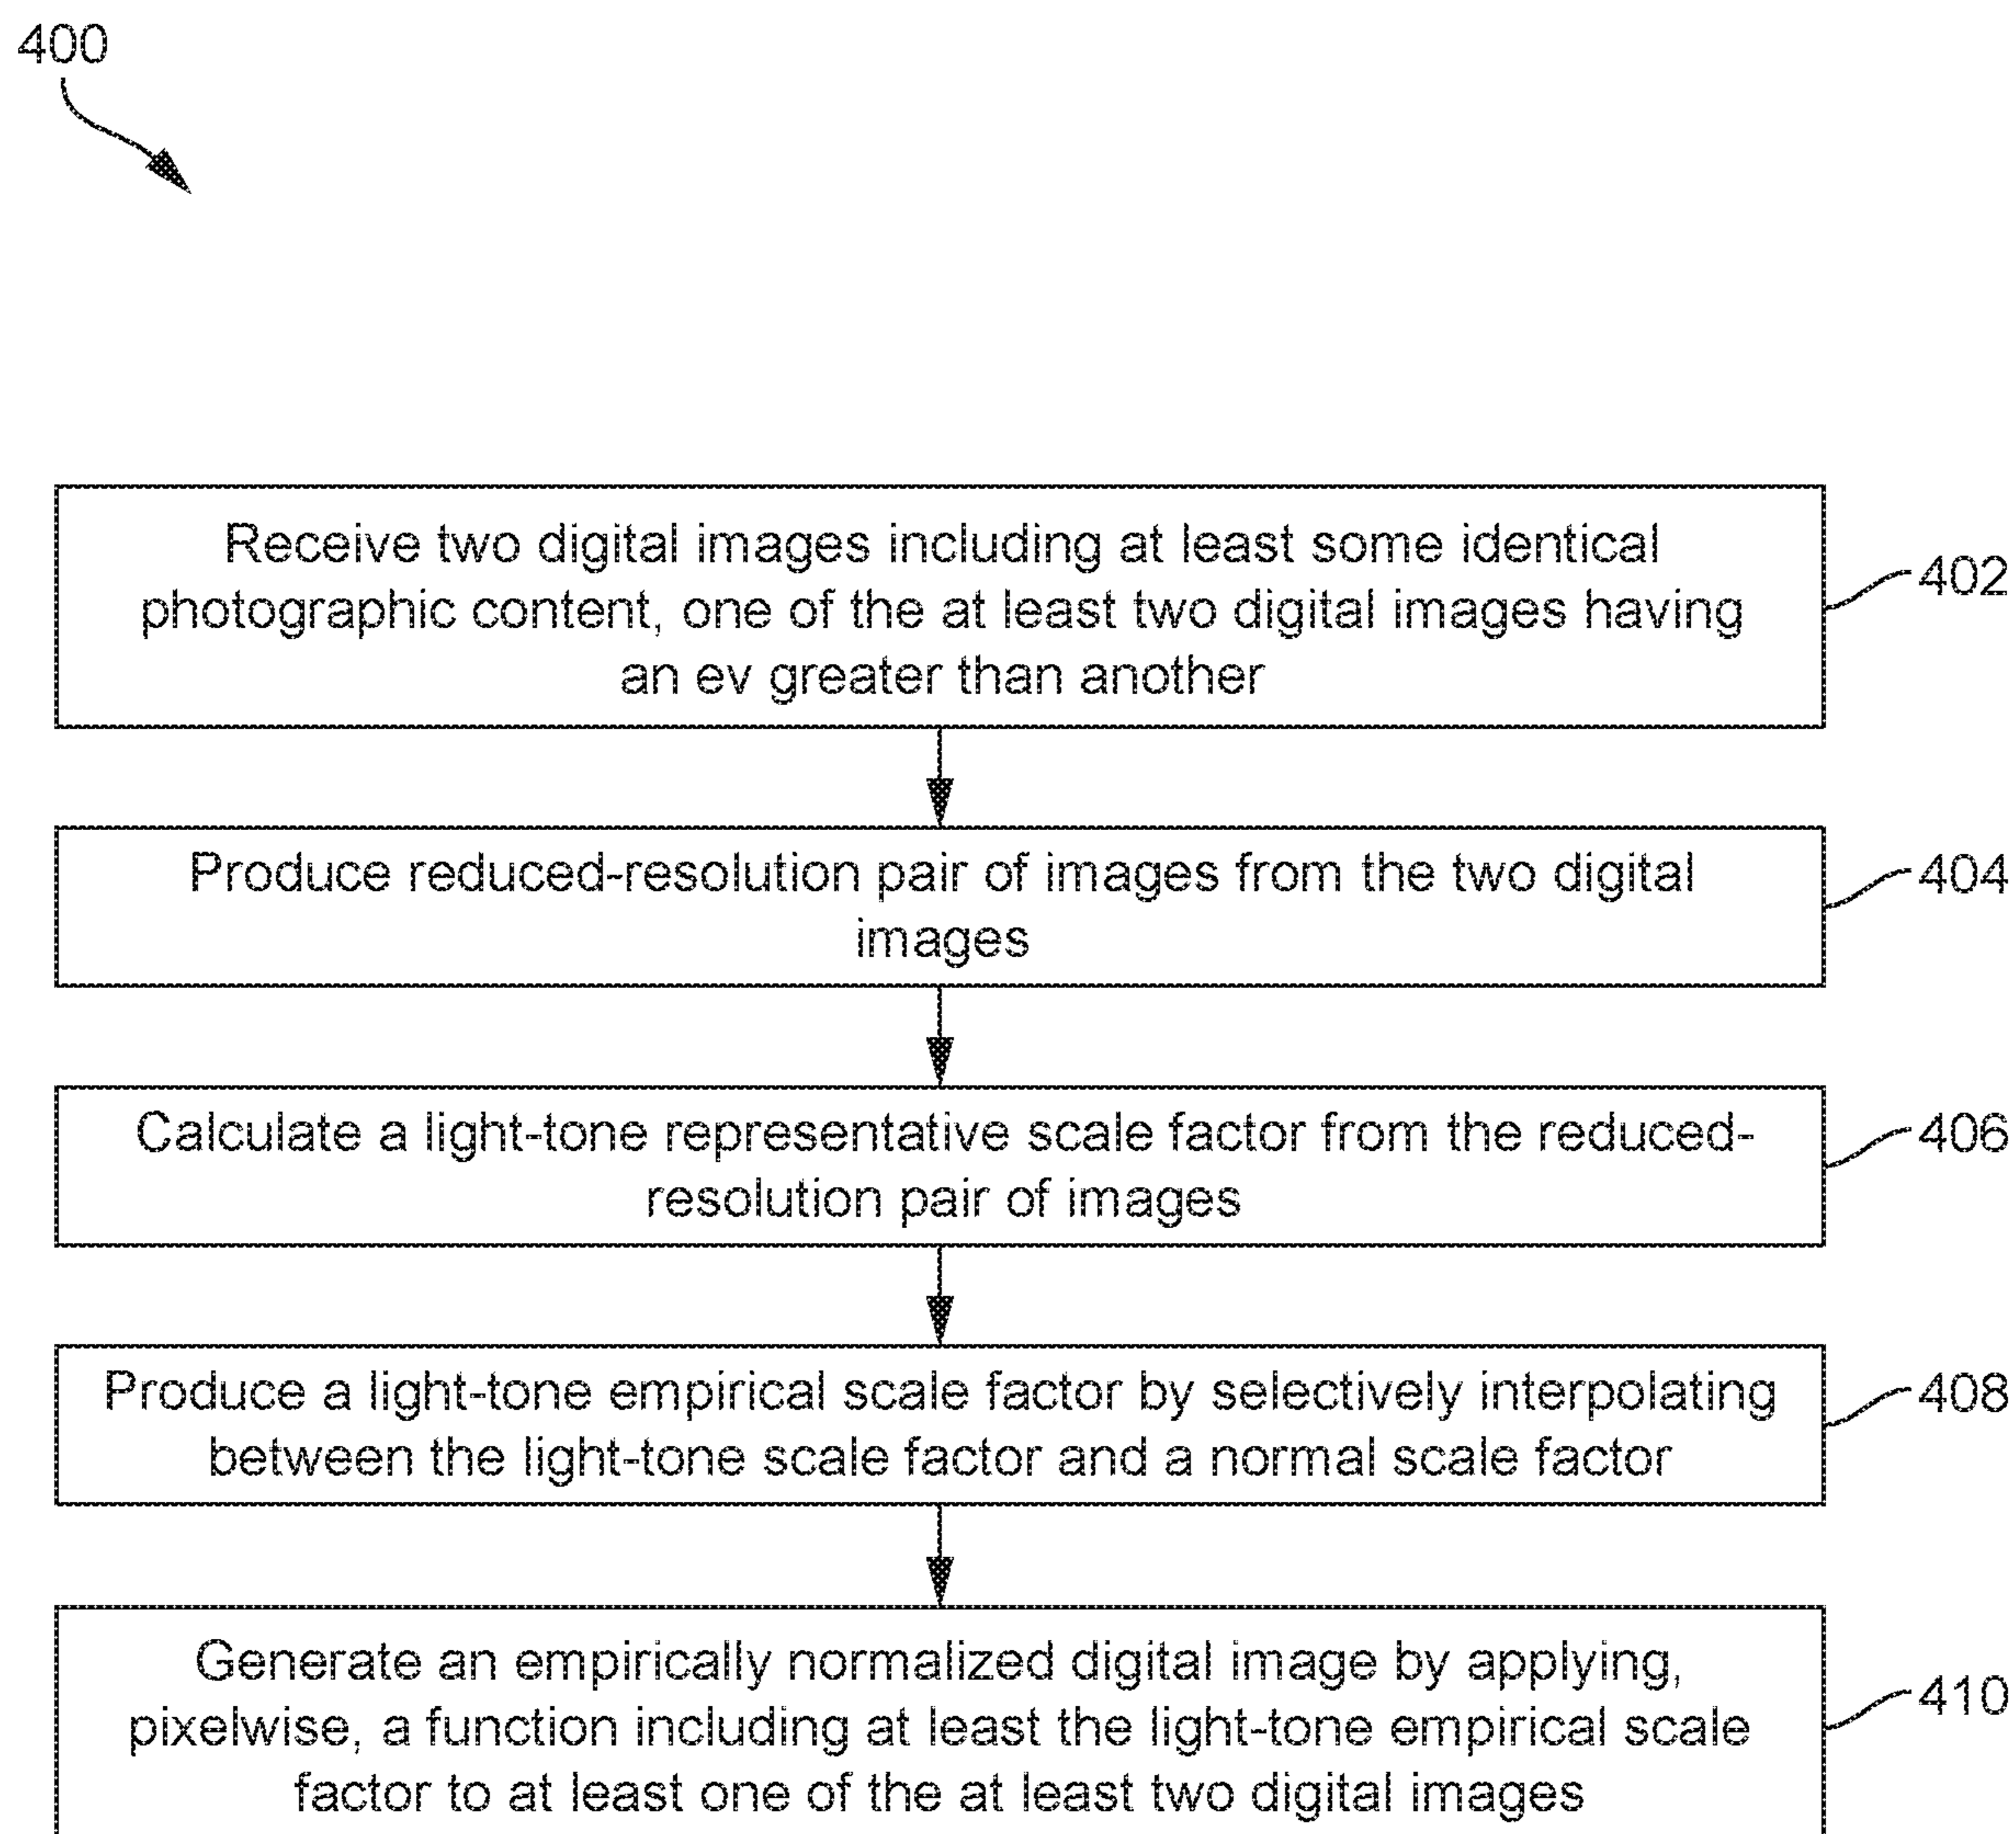 400
Receive two digital images including at least some identical
photographic content, one of the at least two digital images having
an ev greater than another
402
Produce reduced-resolution pair of images from the two digital
images
404
Calculate a light-tone representative scale factor from the reduced-
resolution pair of images
406
Produce a light-tone empirical scale factor by selectively interpolating
between the light-tone scale factor and a normal scale factor
408
Generate an empirically normalized digital image by applying,
pixelwise, a function including at least the light-tone empirical scale
factor to at least one of the at least two digital images
410